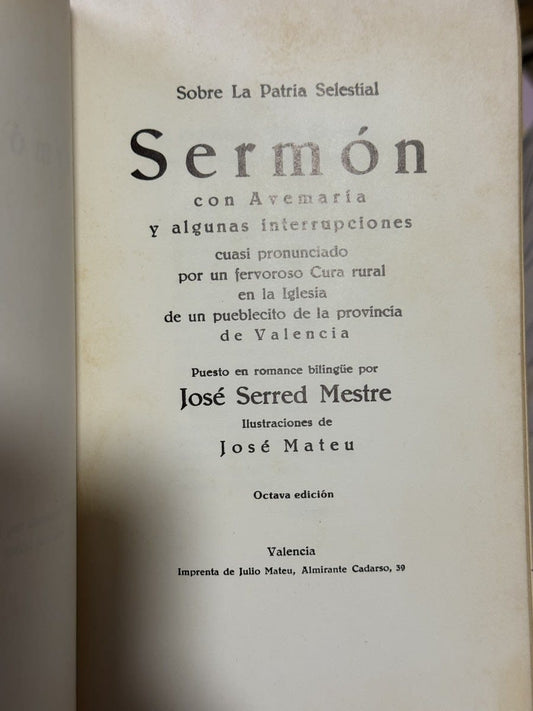 Sobre La Patria Selestial
Sermón
con Avemaría
y algunas interrupciones
cuasi pronunciado
por un fervoroso Cura rural
en la Iglesia
de un pueblecito de la provincia
de Valencia
Puesto en romance bilingüe por
José Serred Mestre
Ilustraciones de
José Mateu
Octava edición
Valencia
Imprenta de Julio Mateu, Almirante Cadarso, 39